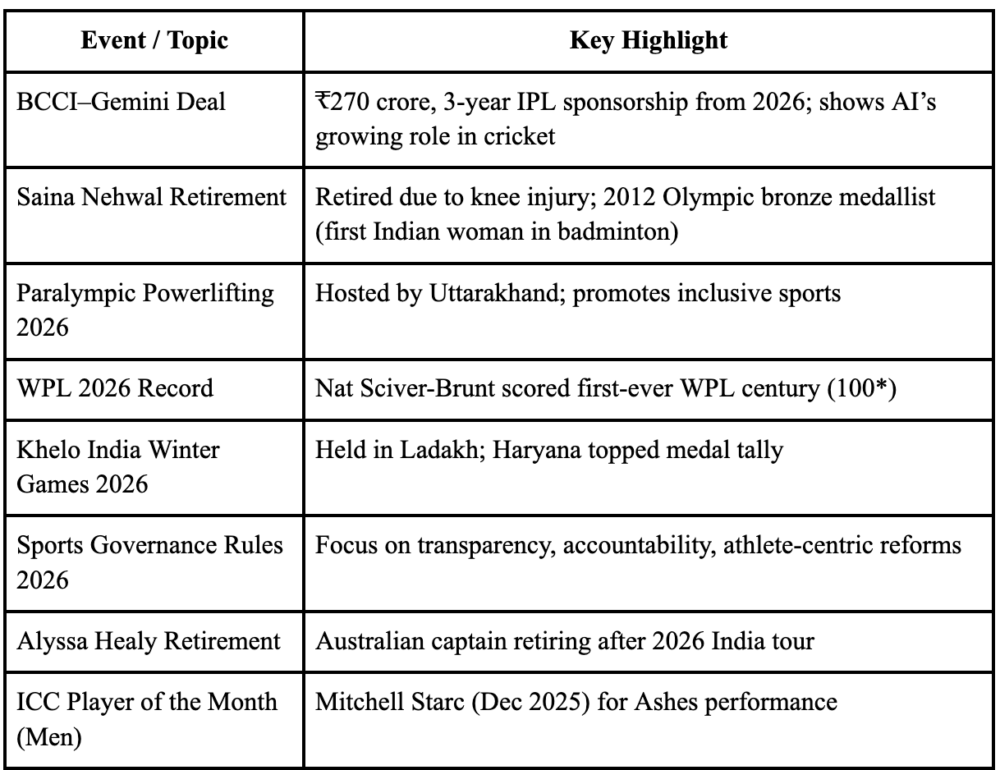 Event / Topic
Key Highlight
BCCI–Gemini Deal
₹270 crore, 3-year IPL sponsorship from 2026; shows AI’s
growing role in cricket
Saina Nehwal Retirement
Retired due to knee injury; 2012 Olympic bronze medallist
(first Indian woman in badminton)
Paralympic Powerlifting
2026
Hosted by Uttarakhand; promotes inclusive sports
WPL 2026 Record
Nat Sciver-Brunt scored first-ever WPL century (100*)
Khelo India Winter
Games 2026
Held in Ladakh; Haryana topped medal tally
Sports Governance Rules
2026
Focus on transparency, accountability, athlete-centric reforms
Alyssa Healy Retirement
Australian captain retiring after 2026 India tour
ICC Player of the Month
(Men)
Mitchell Starc (Dec 2025) for Ashes performance